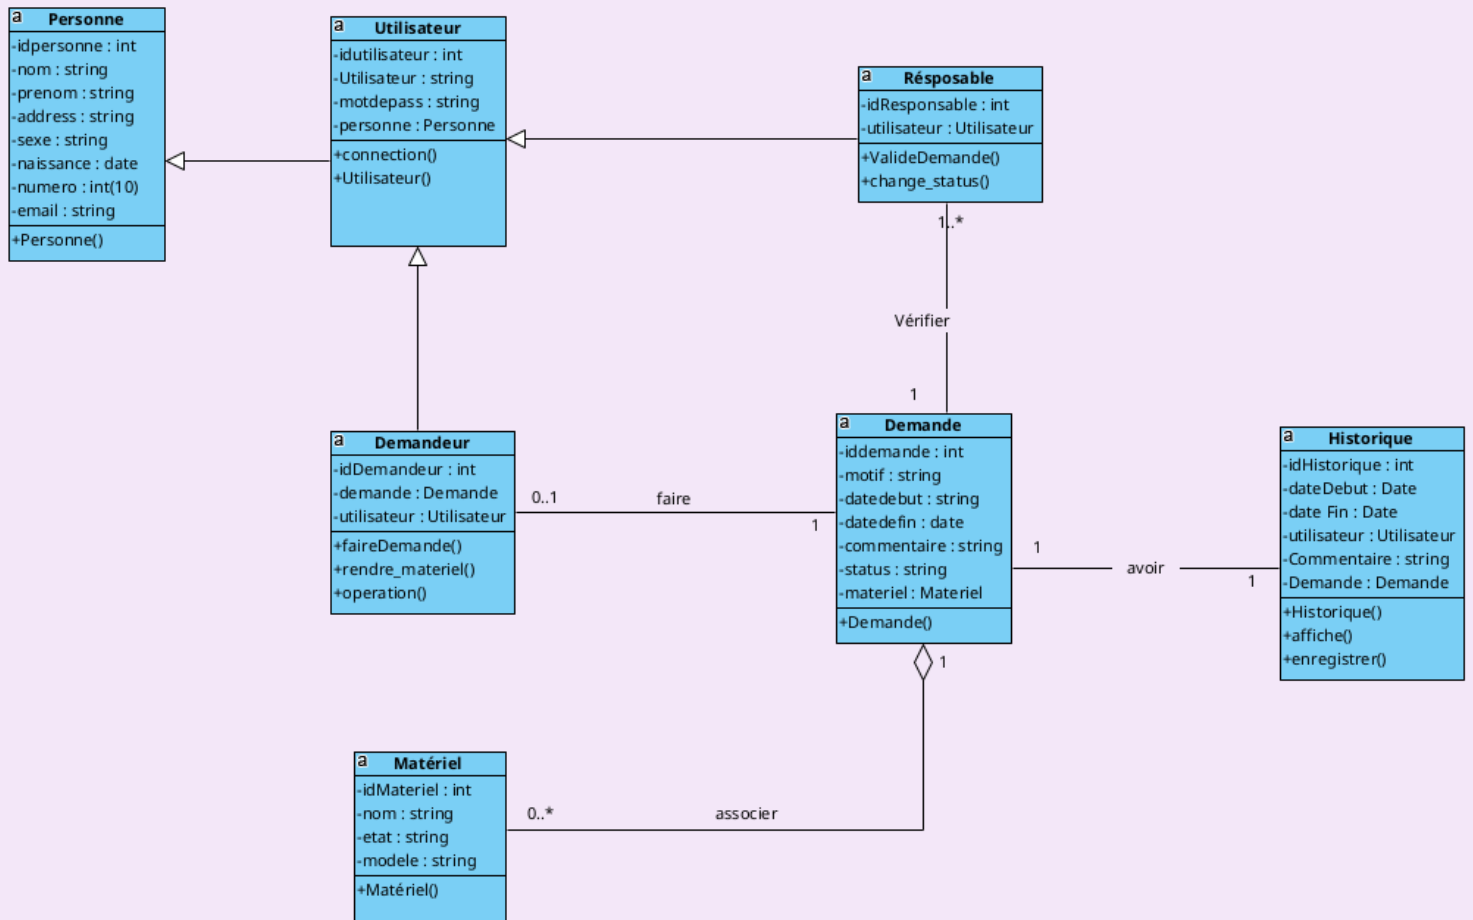 a Personne
-idpersonne : int
-nom : string
-prenom : string
-address : string
-sexe : string
-naissance : date
-numero : int(10)
-email : string
+Personne()
a Utilisateur
-idutilisateur : int
-Utilisateur : string
-motdepass : string
-personne : Personne
+connection()
+Utilisateur()
a Résposable
-idResponsable : int
-utilisateur : Utilisateur
+ValideDemande()
+change_status()
1..*
Vérifier
1
a Demandeur
-idDemandeur : int
-demande : Demande
-utilisateur : Utilisateur
+faireDemande()
+rendre_materiel()
+operation()
0..1
faire
1
a Demande
-iddemande : int
-motif : string
-datedebut : string
-datedefin : date
-commentaire : string
-status : string
-materiel : Materiel
+Demande()
1
avoir
1
a Historique
-idHistorique : int
-dateDebut : Date
-date Fin : Date
-utilisateur : Utilisateur
-Commentaire : string
-Demande : Demande
+Historique()
+affiche()
+enregistrer()
1
a Matériel
-idMateriel : int
-nom : string
-etat : string
-modele : string
+Matériel()
0..*
associer